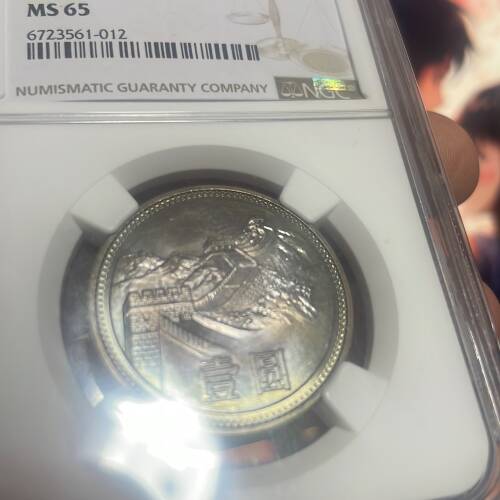 MS 65
6723561-012
NUMISMATIC GUARANTY COMPANY
NGC
壹圆